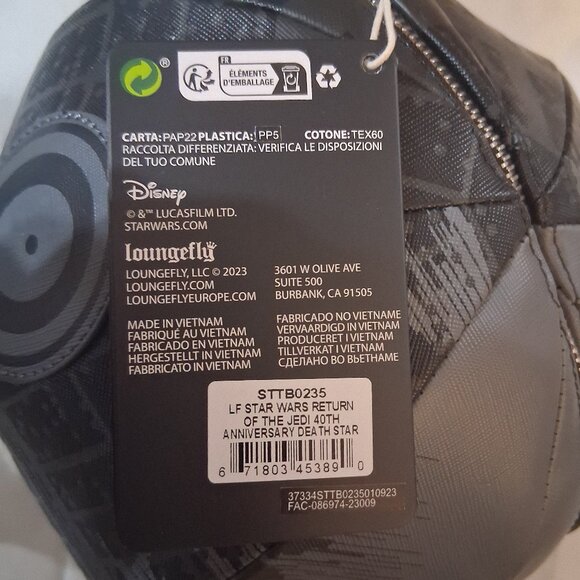 ®
FR
ÉLÉMENTS
D'EMBALLAGE
CARTA: PAP22 PLASTICA: PP5 COTONE: TEX60
RACCOLTA DIFFERENZIATA: VERIFICA LE DISPOSIZIONI
DEL TUO COMUNE
Disney
© &™ LUCASFILM LTD.
STARWARS.COM
loungefly
LOUNGEFLY, LLC © 2023
LOUNGEFLY.COM
LOUNGEFLYEUROPE.COM
3601 W OLIVE AVE
SUITE 500
BURBANK, CA 91505
MADE IN VIETNAM
FABRIQUÉ AU VIETNAM
FABRICADO EN VIETNAM
HERGESTELLT IN VIETNAM
FABBRICATO IN VIETNAM
FABRICADO NO VIETNAME
VERVAARDIGD IN VIETNAM
PRODUCERET I VIETNAM
TILLVERKAT I VIETNAM
СДЕЛАНО ВО ВЬЕТНАМЕ
STTB0235
LF STAR WARS RETURN
OF THE JEDI 40TH
ANNIVERSARY DEATH STAR
6 71803 45389 0
37334STTB0235010923
FAC-086974-23009